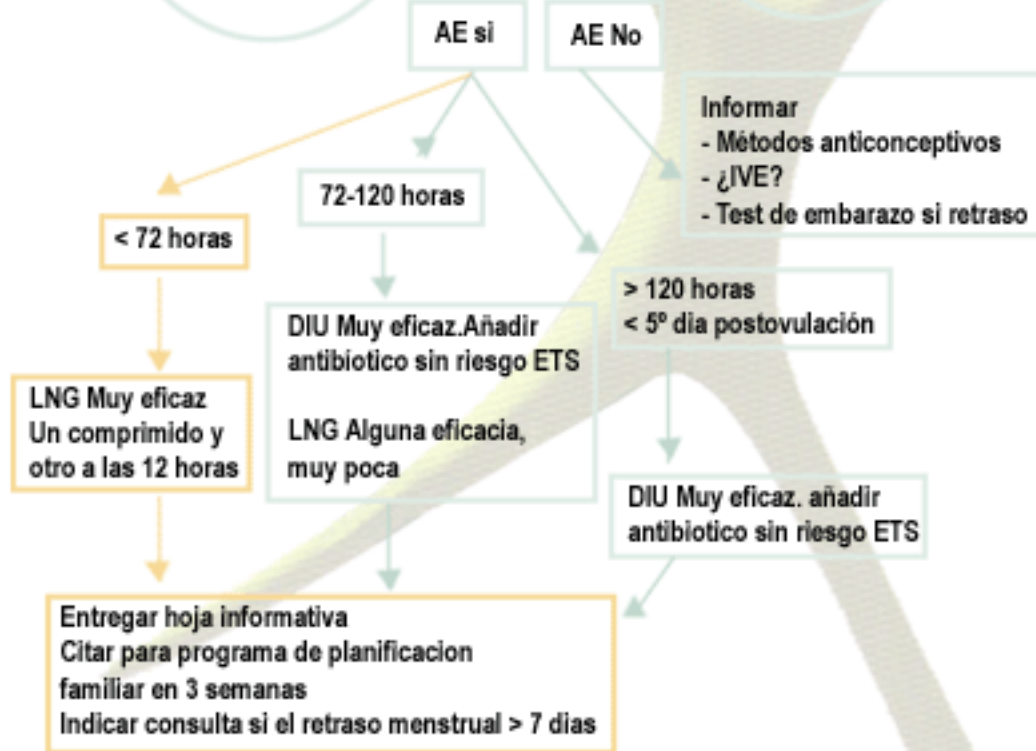 AE si
AE No
Informar
- Métodos anticonceptivos
- ¿IVE?
- Test de embarazo si retraso
72-120 horas
< 72 horas
> 120 horas
< 5º dia postovulación
DIU Muy eficaz.Añadir
antibiotico sin riesgo ETS
LNG Alguna eficacia,
muy poca
LNG Muy eficaz
Un comprimido y
otro a las 12 horas
DIU Muy eficaz. añadir
antibiotico sin riesgo ETS
Entregar hoja informativa
Citar para programa de planificacion
familiar en 3 semanas
Indicar consulta si el retraso menstrual > 7 dias